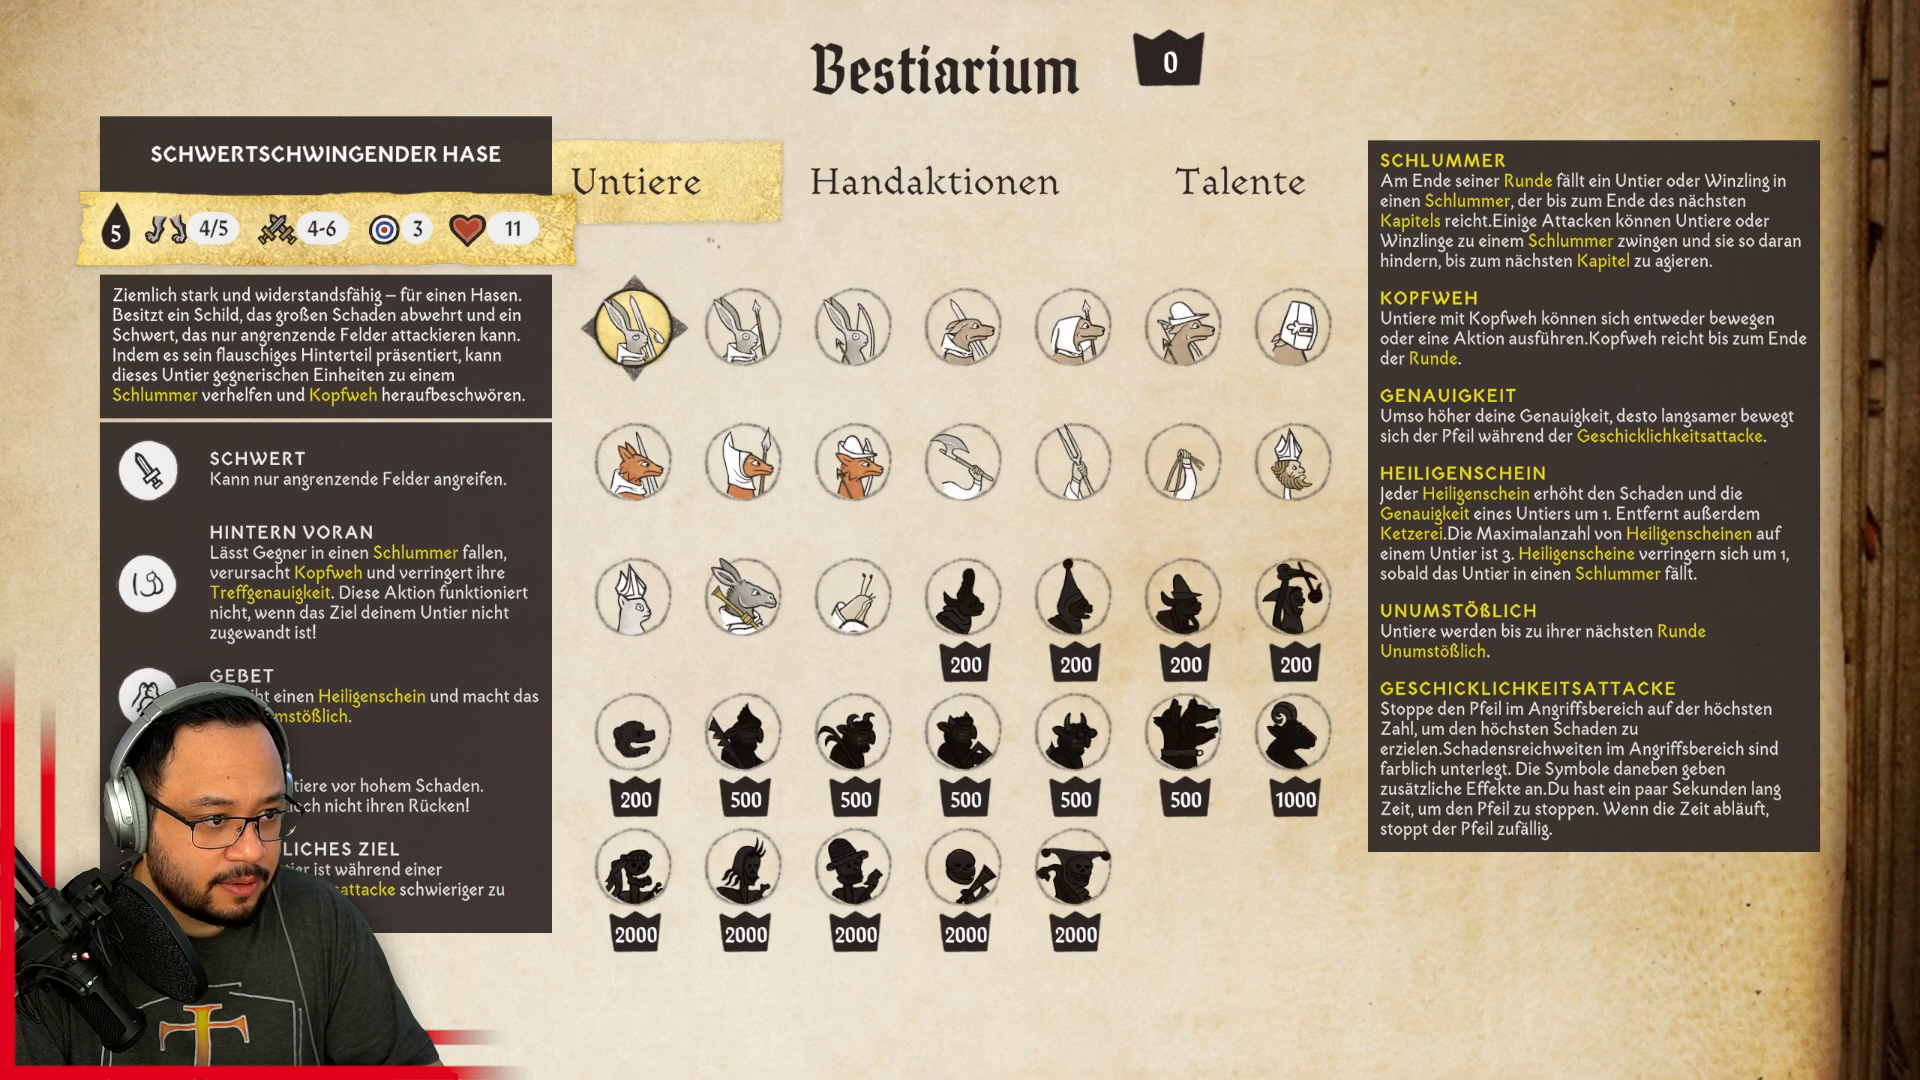 Bestiarium
0
SCHWERTSCHWINGENDER HASE
5
4/5
4-6
3
11
Ziemlich stark und widerstandsfähig – für einen Hasen.
Besitzt ein Schild, das großen Schaden abwehrt und ein
Schwert, das nur angrenzende Felder attackieren kann.
Indem es sein flauschiges Hinterteil präsentiert, kann
dieses Untier gegnerischen Einheiten zu einem
Schlummer verhelfen und Kopfweh heraufbeschwören.
SCHWERT
Kann nur angrenzende Felder angreifen.
HINTERN VORAN
Lässt Gegner in einen Schlummer fallen,
verursacht Kopfweh und verringert ihre
Treffgenauigkeit. Diese Aktion funktioniert
nicht, wenn das Ziel deinem Untier nicht
zugewandt ist!
GEBET
einen Heiligenschein und macht das
vor hohem Schaden.
nicht ihren Rücken!
ZIEL
ist während einer
schwieriger zu
Untiere
Handaktionen
Talente
200
200
200
200
200
500
500
500
500
500
1000
2000
2000
2000
2000
2000
SCHLUMMER
Am Ende seiner Runde fällt ein Untier oder Winzling in
einen Schlummer, der bis zum Ende des nächsten
Kapitels reicht.Einige Attacken können Untiere oder
Winzlinge zu einem Schlummer zwingen und sie so daran
hindern, bis zum nächsten Kapitel zu agieren.
KOPFWEH
Untiere mit Kopfweh können sich entweder bewegen
oder eine Aktion ausführen.Kopfweh reicht bis zum Ende
der Runde.
GENAUIGKEIT
Umso höher deine Genauigkeit, desto langsamer bewegt
sich der Pfeil während der Geschicklichkeitsattacke.
HEILIGENSCHEIN
Jeder Heiligenschein erhöht den Schaden und die
Genauigkeit eines Untiers um 1. Entfernt außerdem
Ketzerei.Die Maximalanzahl von Heiligenscheinen auf
einem Untier ist 3. Heiligenscheine verringern sich um 1,
sobald das Untier in einen Schlummer fällt.
UNUMSTÖßLICH
Untiere werden bis zu ihrer nächsten Runde
Unumstößlich.
GESCHICKLICHKEITSATTACKE
Stoppe den Pfeil im Angriffsbereich auf der höchsten
Zahl, um den höchsten Schaden zu
erzielen.Schadensreichweiten im Angriffsbereich sind
farblich unterlegt. Die Symbole daneben geben
zusätzliche Effekte an.Du hast ein paar Sekunden lang
Zeit, um den Pfeil zu stoppen. Wenn die Zeit abläuft,
stoppt der Pfeil zufällig.